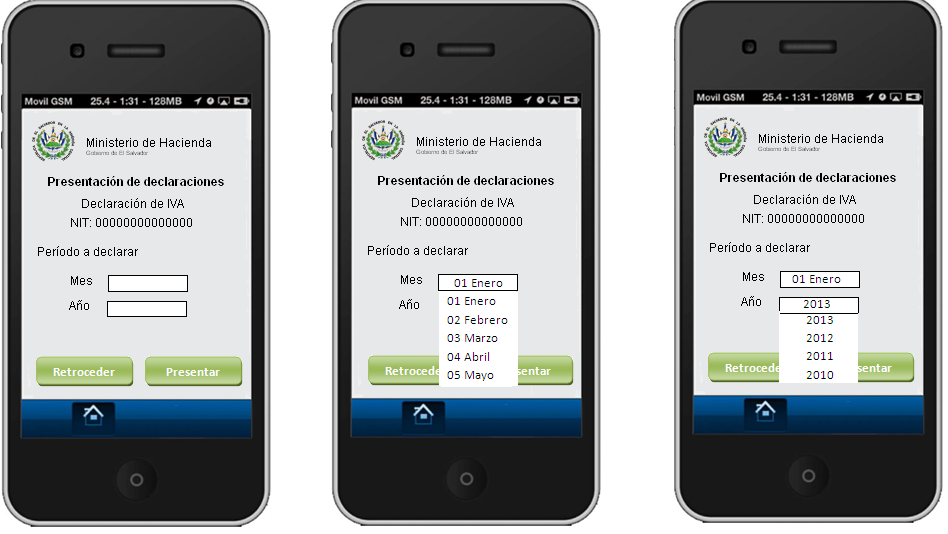 Movil GSM 25.4 - 1:31 - 128MB
Ministerio de Hacienda
Gobierno de El Salvador
Presentación de declaraciones
Declaración de IVA
NIT: 00000000000000
Período a declarar
Mes
Año
Retroceder Presentar
Movil GSM 25.4 - 1:31 - 128MB
Ministerio de Hacienda
Gobierno de El Salvador
Presentación de declaraciones
Declaración de IVA
NIT: 00000000000000
Período a declarar
Mes 01 Enero
Año 01 Enero
02 Febrero
03 Marzo
04 Abril
05 Mayo
Retrocede sentar
Movil GSM 25.4 - 1:31 - 128MB
Ministerio de Hacienda
Gobierno de El Salvador
Presentación de declaraciones
Declaración de IVA
NIT: 00000000000000
Período a declarar
Mes 01 Enero
Año 2013
2013
2012
2011
2010
Retrocede sentar